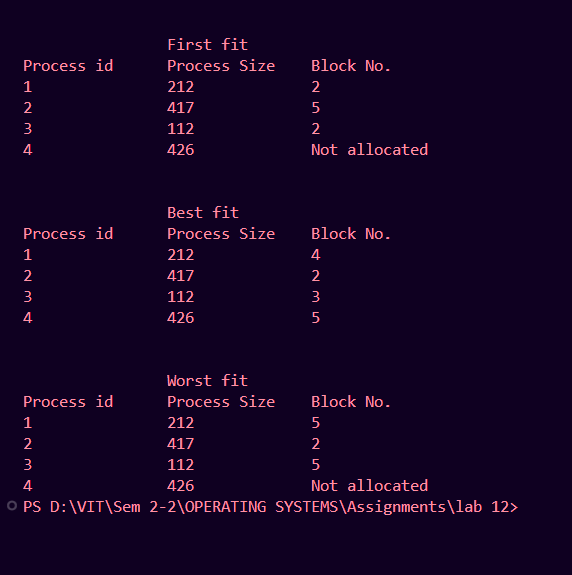 First fit
Process id Process Size Block No.
1 212 2
2 417 5
3 112 2
4 426 Not allocated
Best fit
Process id Process Size Block No.
1 212 4
2 417 2
3 112 3
4 426 5
Worst fit
Process id Process Size Block No.
1 212 5
2 417 2
3 112 5
4 426 Not allocated
PS D:\VIT\Sem 2-2\OPERATING SYSTEMS\Assignments\lab 12>